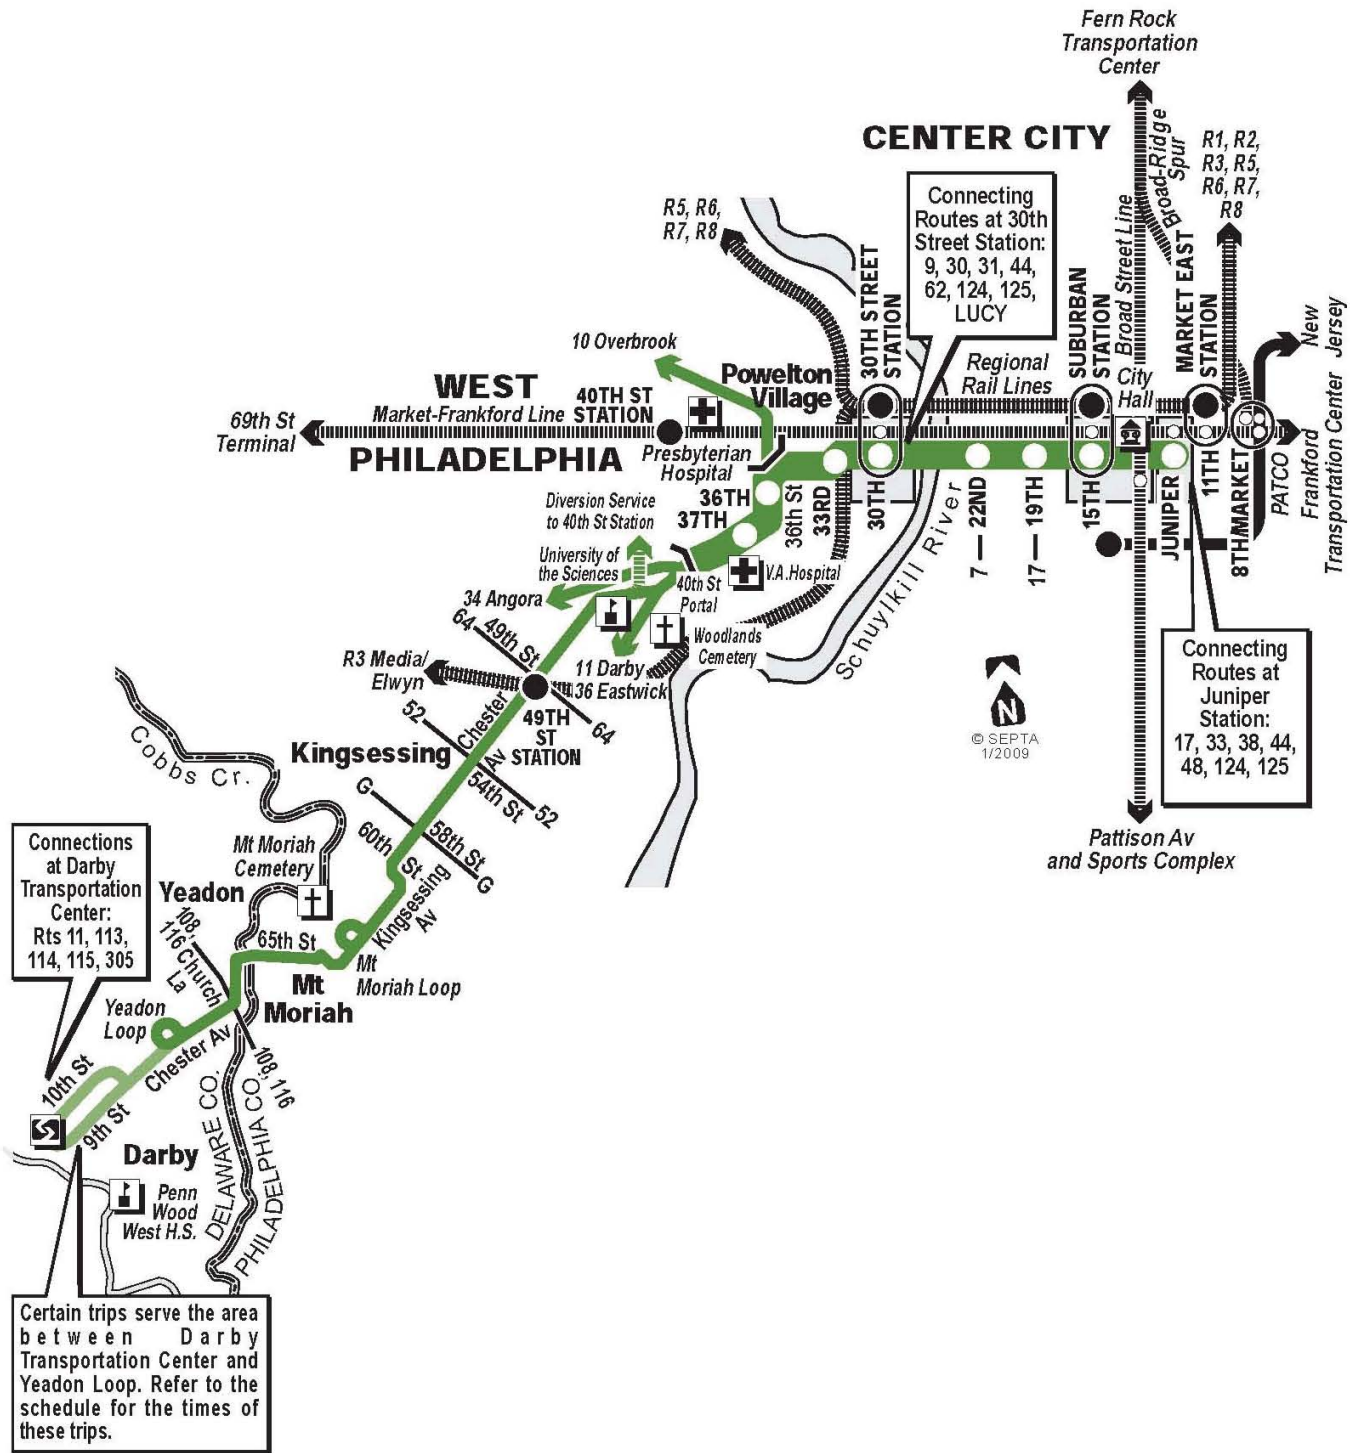 Fern Rock
Transportation
Center
CENTER CITY
Broad-Ridge
Spur
R1, R2,
R3, R5,
R6, R7,
R8
Connecting
Routes at 30th
Street Station:
9, 30, 31, 44,
62, 124, 125,
LUCY
R5, R6,
R7, R8
30TH STREET
STATION
SUBURBAN
STATION
Broad Street Line
MARKET EAST
STATION
New
Jersey
10 Overbrook
Powelton
Village
Regional
Rail Lines
City
Hall
WEST
PHILADELPHIA
40TH ST
STATION
Market-Frankford Line
69th St
Terminal
Presbyterian
Hospital
36TH
37TH
36th St
33RD
30TH
7 — 22ND
17 — 19TH
15TH
JUNIPER
11TH
8TH MARKET
PATCO
Frankford
Transportation Center
Diversion Service
to 40th St Station
University of
the Sciences
34 Angora
40th St
Portal
V.A. Hospital
Schuylkill River
64
49th St
Woodlands
Cemetery
11 Darby
36 Eastwick
R3 Media/
Elwyn
49TH
ST
STATION
64
N
© SEPTA
1/2009
Connecting
Routes at
Juniper
Station:
17, 33, 38, 44,
48, 124, 125
52
Chester
Av
Kingsessing
54th St
52
Cobbs Cr.
G
58th St
G
60th
St
Kingsessing
Av
Pattison Av
and Sports Complex
Connections
at Darby
Transportation
Center:
Rts 11, 113,
114, 115, 305
Mt Moriah
Cemetery
Yeadon
108,
116
Church
La
65th St
Mt
Moriah Loop
Mt
Moriah
Yeadon
Loop
Chester Av
108, 116
10th St
9th St
Darby
DELAWARE CO.
PHILADELPHIA CO.
Penn
Wood
West H.S.
Certain trips serve the area
between Darby
Transportation Center and
Yeadon Loop. Refer to the
schedule for the times of
these trips.